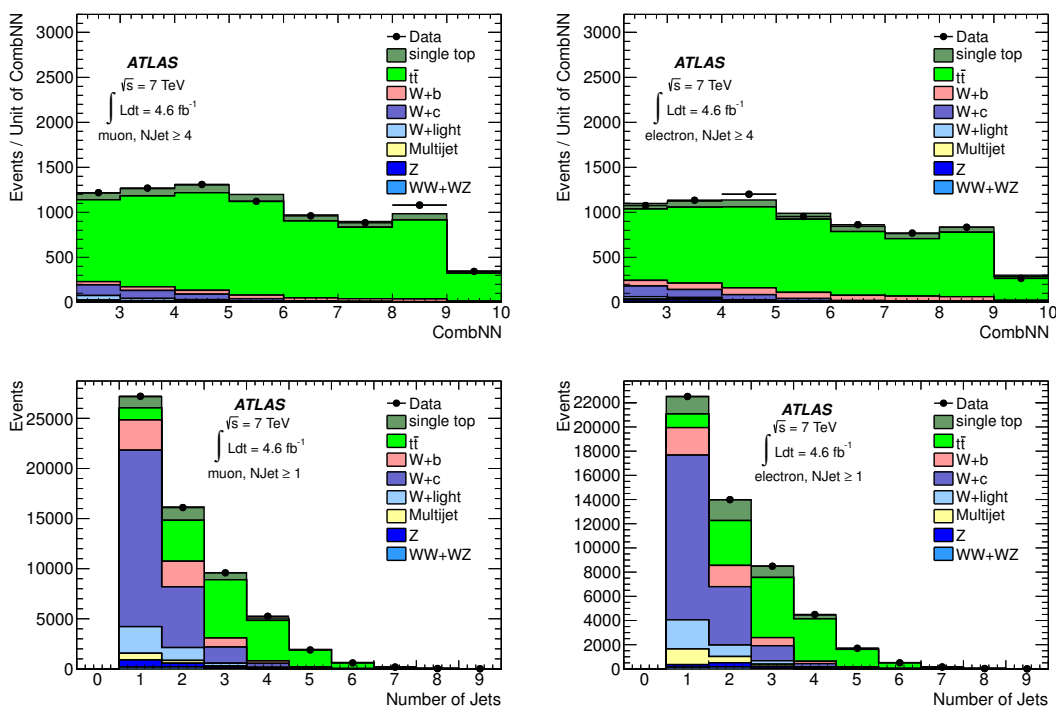 Events / Unit of CombNN
3000
2500
2000
1500
1000
500
0
ATLAS
√s = 7 TeV
∫ Ldt = 4.6 fb⁻¹
muon, NJet ≥ 4
Data
single top
tt̄
W+b
W+c
W+light
Multijet
Z
WW+WZ
3 4 5 6 7 8 9 10
CombNN
Events / Unit of CombNN
3000
2500
2000
1500
1000
500
0
ATLAS
√s = 7 TeV
∫ Ldt = 4.6 fb⁻¹
electron, NJet ≥ 4
Data
single top
tt̄
W+b
W+c
W+light
Multijet
Z
WW+WZ
3 4 5 6 7 8 9 10
CombNN
Events
25000
20000
15000
10000
5000
0
ATLAS
√s = 7 TeV
∫ Ldt = 4.6 fb⁻¹
muon, NJet ≥ 1
Data
single top
tt̄
W+b
W+c
W+light
Multijet
Z
WW+WZ
0 1 2 3 4 5 6 7 8 9
Number of Jets
Events
22000
20000
18000
16000
14000
12000
10000
8000
6000
4000
2000
0
ATLAS
√s = 7 TeV
∫ Ldt = 4.6 fb⁻¹
electron, NJet ≥ 1
Data
single top
tt̄
W+b
W+c
W+light
Multijet
Z
WW+WZ
0 1 2 3 4 5 6 7 8 9
Number of Jets